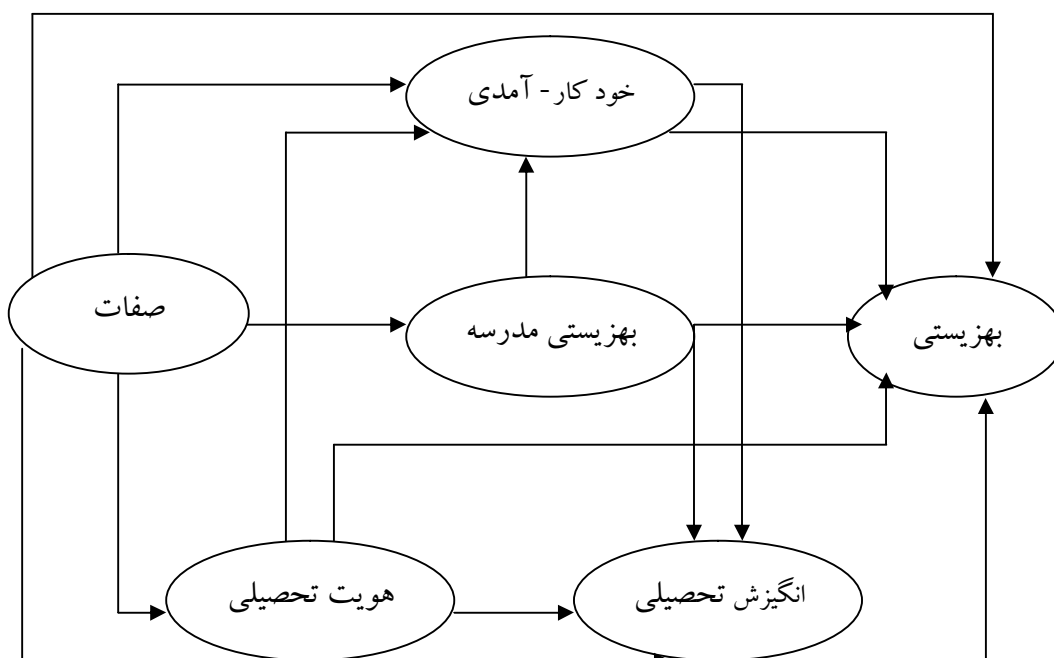 خود کار - آمدی
صفات
بهزیستی مدرسه
بهزیستی
هویت تحصیلی
انگیزش تحصیلی